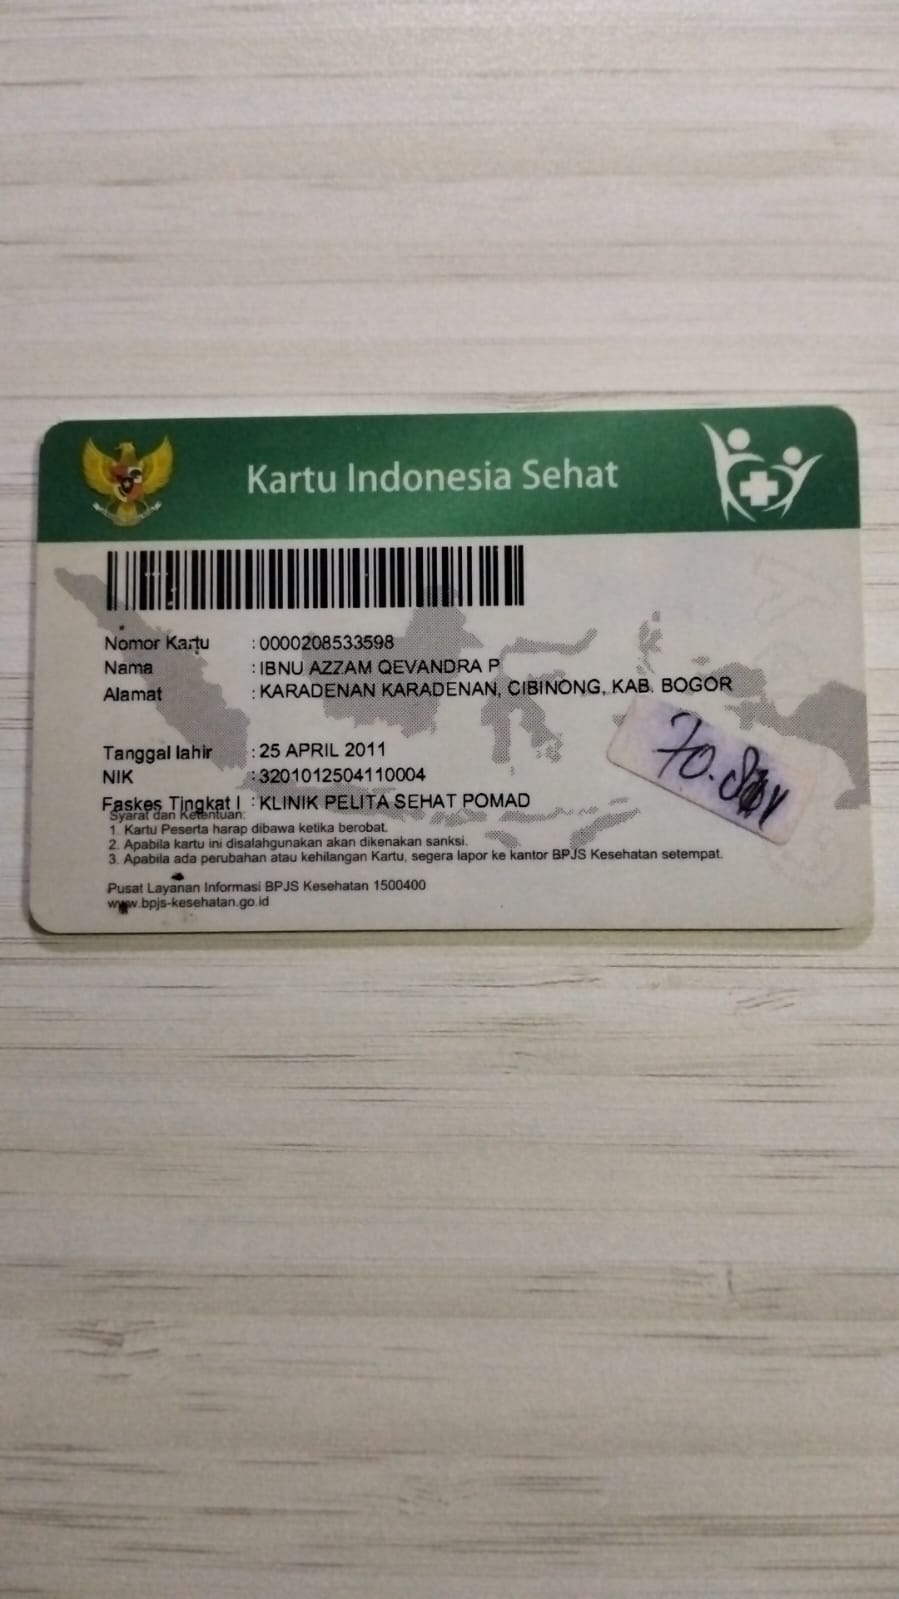 Kartu Indonesia Sehat
Nomor Kartu : 0000208533598
Nama : IBNU AZZAM QEVANDRA P
Alamat : KARADENAN KARADENAN, CIBINONG, KAB. BOGOR
Tanggal lahir : 25 APRIL 2011
NIK : 3201012504110004
Faskes Tingkat I : KLINIK PELITA SEHAT POMAD
Syarat dan Ketentuan:
1. Kartu Peserta harap dibawa ketika berobat.
2. Apabila kartu ini disalahgunakan akan dikenakan sanksi.
3. Apabila ada perubahan atau kehilangan Kartu, segera lapor ke kantor BPJS Kesehatan setempat.
Pusat Layanan Informasi BPJS Kesehatan 1500400
www.bpjs-kesehatan.go.id